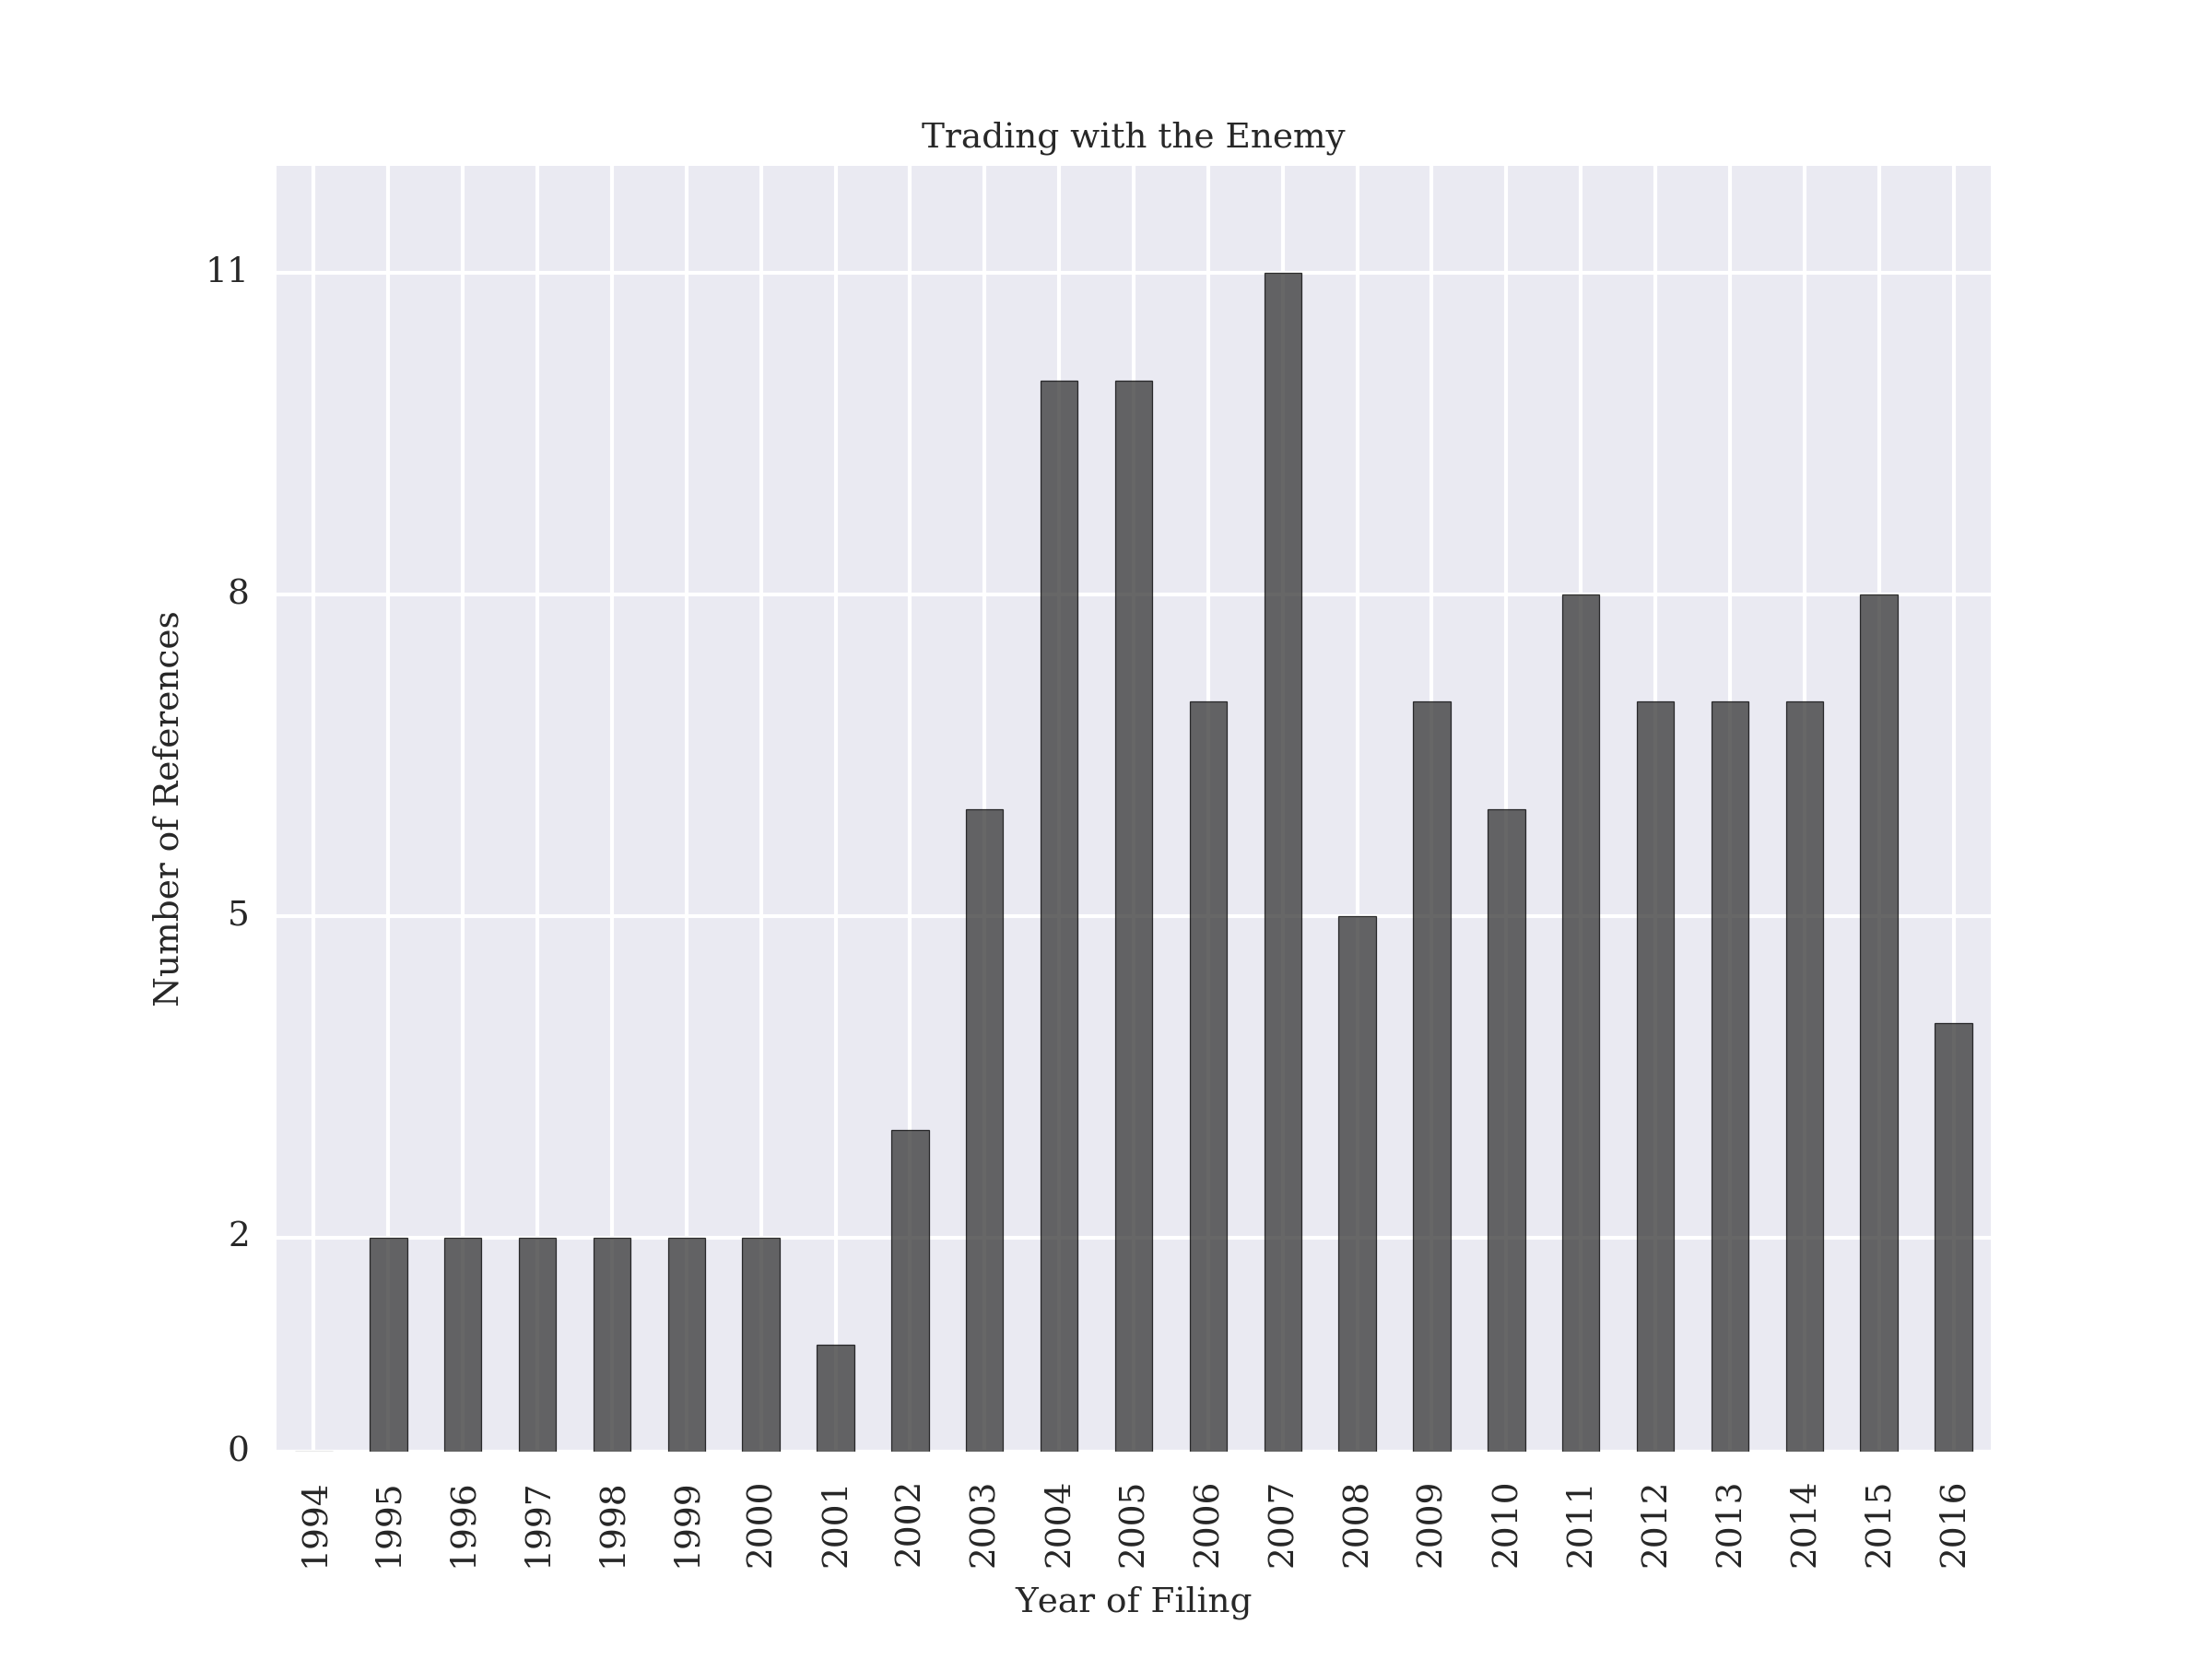 Trading with the Enemy
Number of References
11
8
5
2
0
1994 1995 1996 1997 1998 1999 2000 2001 2002 2003 2004 2005 2006 2007 2008 2009 2010 2011 2012 2013 2014 2015 2016
Year of Filing